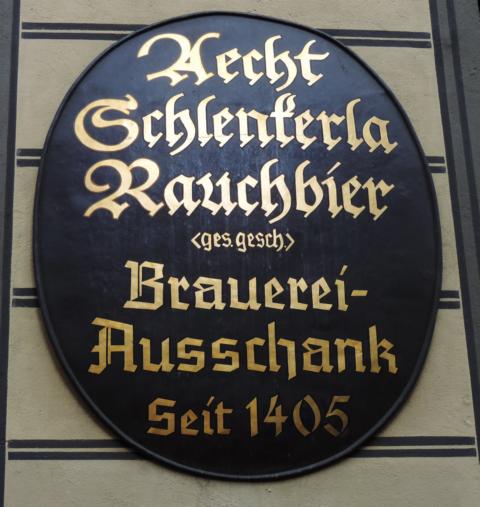 Aecht
Schlenkerla
Rauchbier
<ges. gesch.>
Brauerei-
Ausschank
Seit 1405